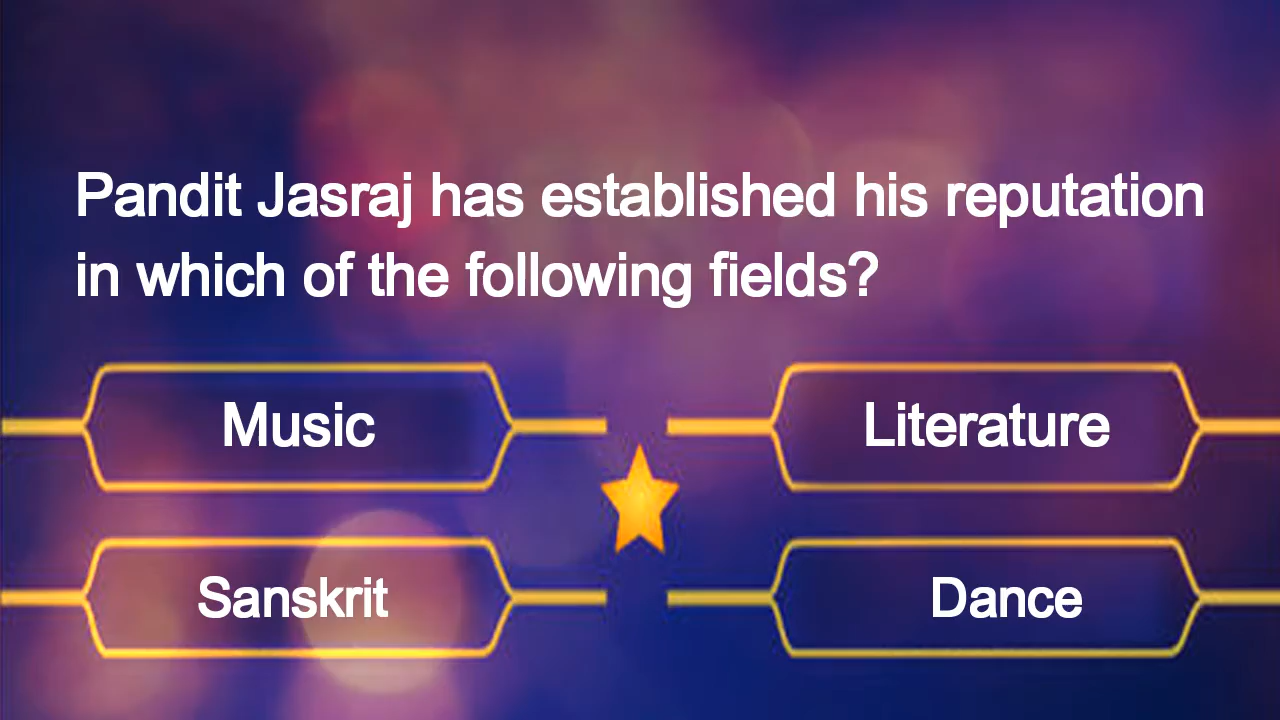 Pandit Jasraj has established his reputation
in which of the following fields?
Music
Literature
Sanskrit
Dance